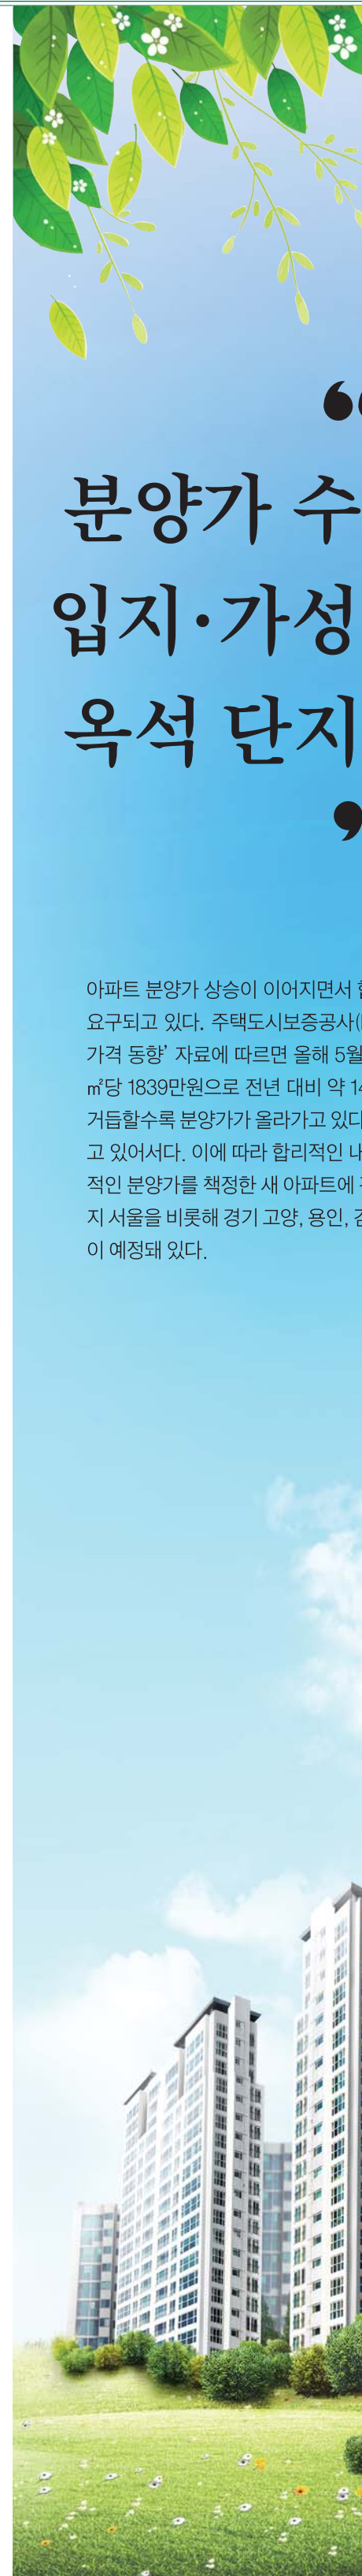 분양가 수
입지·가성
옥석 단지
아파트 분양가 상승이 이어지면서
요구되고 있다. 주택도시보증공사(
가격 동향’ 자료에 따르면 올해 5월
㎡당 1839만원으로 전년 대비 약 14
거듭할수록 분양가가 올라가고 있다
고 있어서다. 이에 따라 합리적인 내
적인 분양가를 책정한 새 아파트에
지 서울을 비롯해 경기 고양, 용인,
이 예정돼 있다.